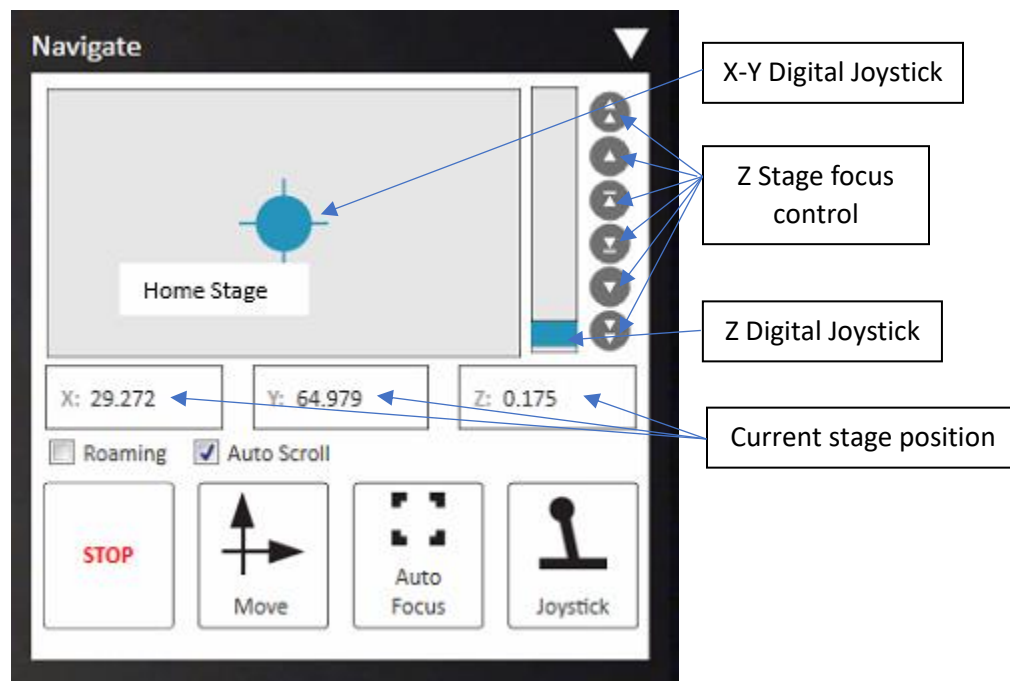 Navigate
X-Y Digital Joystick
Z Stage focus
control
Home Stage
Z Digital Joystick
X: 29.272
Y: 64.979
Z: 0.175
Current stage position
Roaming
Auto Scroll
STOP
Move
Auto
Focus
Joystick